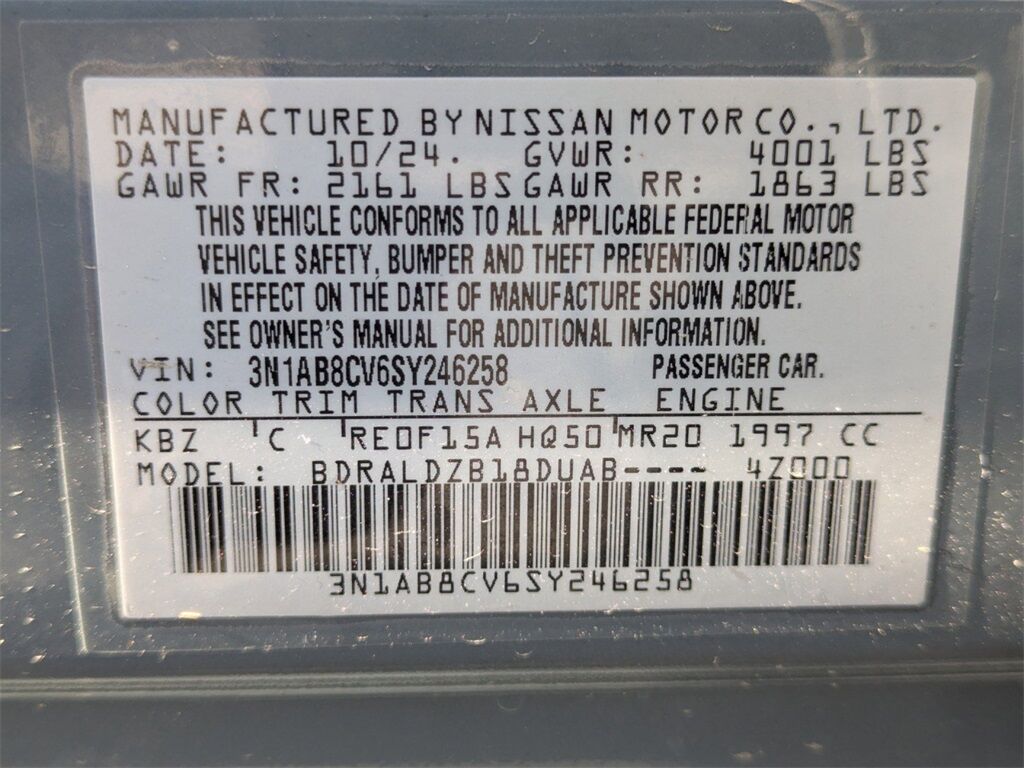 MANUFACTURED BY NISSAN MOTOR CO., LTD.
DATE: 10/24. GVWR: 4001 LBS
GAWR FR: 2161 LBS GAWR RR: 1863 LBS
THIS VEHICLE CONFORMS TO ALL APPLICABLE FEDERAL MOTOR
VEHICLE SAFETY, BUMPER AND THEFT PREVENTION STANDARDS
IN EFFECT ON THE DATE OF MANUFACTURE SHOWN ABOVE.
SEE OWNER'S MANUAL FOR ADDITIONAL INFORMATION.
VIN: 3N1AB8CV6SY246258 PASSENGER CAR.
COLOR TRIM TRANS AXLE ENGINE
KBZ C RE0F15A HQ50 MR20 1997 CC
MODEL: BDRALDZB18DUAB---- 4Z000
3N1AB8CV6SY246258